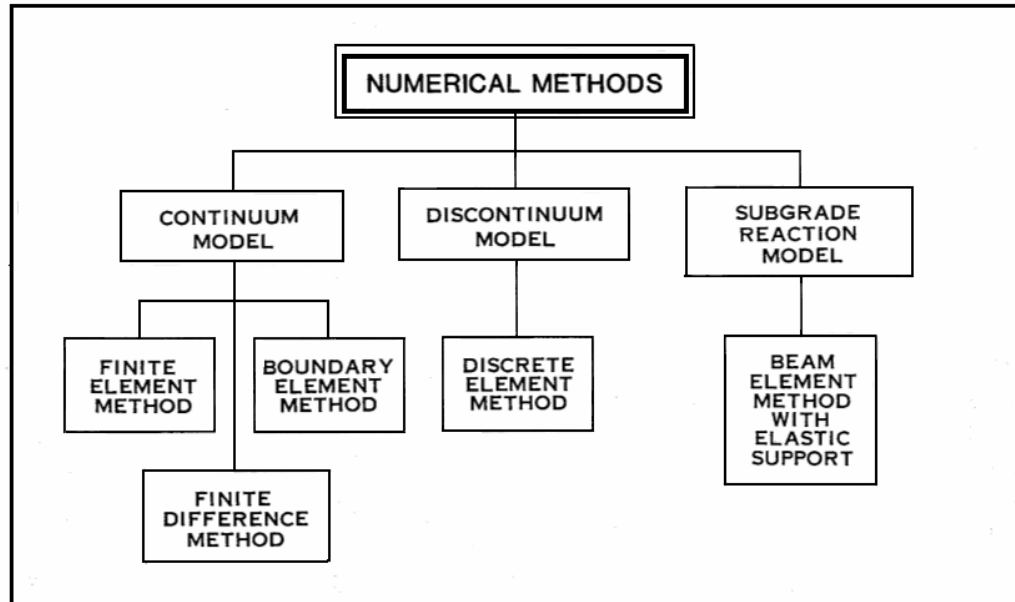 NUMERICAL METHODS
CONTINUUM
MODEL
DISCONTINUUM
MODEL
SUBGRADE
REACTION
MODEL
FINITE
ELEMENT
METHOD
BOUNDARY
ELEMENT
METHOD
DISCRETE
ELEMENT
METHOD
BEAM
ELEMENT
METHOD
WITH
ELASTIC
SUPPORT
FINITE
DIFFERENCE
METHOD